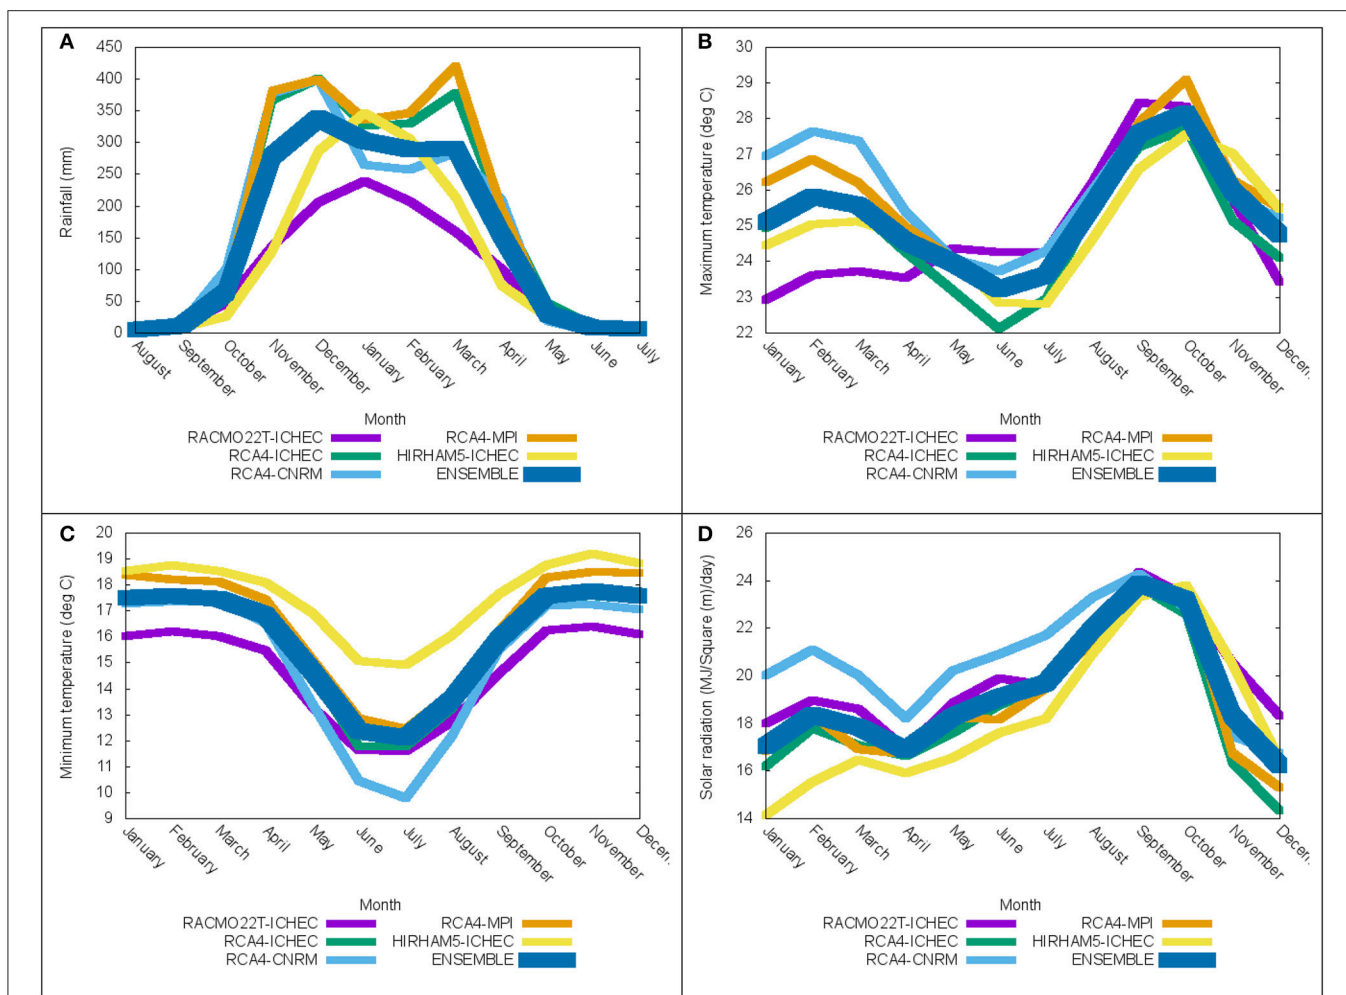 A
450
400
350
300
250
200
150
100
50
0
Rainfall (mm)
August
September
October
November
December
January
February
March
April
May
June
July
Month
RACMO22T-ICHEC
RCA4-MPI
RCA4-ICHEC
HIRHAM5-ICHEC
RCA4-CNRM
ENSEMBLE
B
30
29
28
27
26
25
24
23
22
Maximum temperature (deg C)
January
February
March
April
May
June
July
August
September
October
November
Decem
Month
RACMO22T-ICHEC
RCA4-MPI
RCA4-ICHEC
HIRHAM5-ICHEC
RCA4-CNRM
ENSEMBLE
C
20
19
18
17
16
15
14
13
12
11
10
9
Minimum temperature (deg C)
January
February
March
April
May
June
July
August
September
October
November
Decem
Month
RACMO22T-ICHEC
RCA4-MPI
RCA4-ICHEC
HIRHAM5-ICHEC
RCA4-CNRM
ENSEMBLE
D
26
24
22
20
18
16
14
Solar radiation (MJ/Square (m)/day)
January
February
March
April
May
June
July
August
September
October
November
Decem
Month
RACMO22T-ICHEC
RCA4-MPI
RCA4-ICHEC
HIRHAM5-ICHEC
RCA4-CNRM
ENSEMBLE